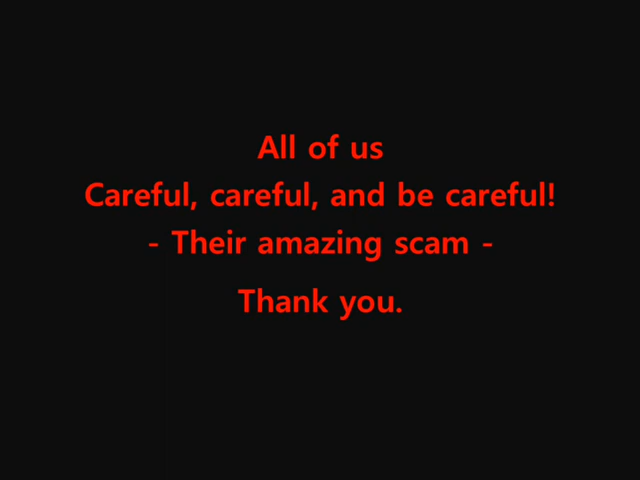 All of us
Careful, careful, and be careful!
- Their amazing scam -
Thank you.